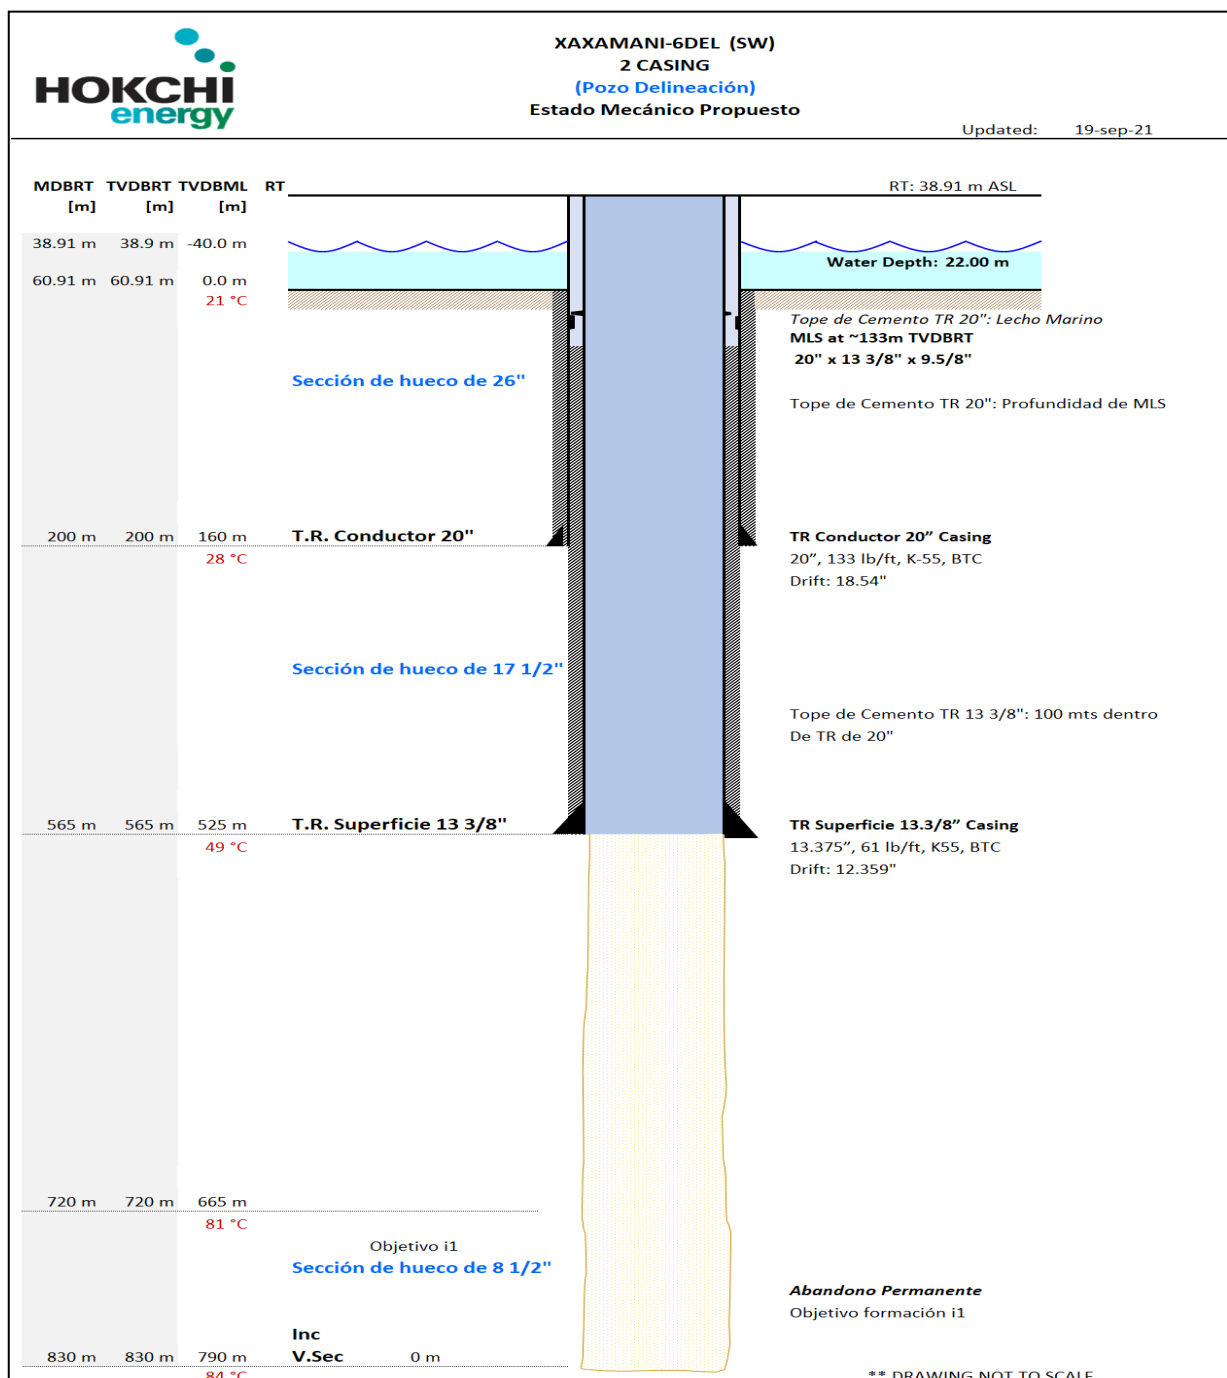 HOKCHI
energy
XAXAMANI-6DEL (SW)
2 CASING
(Pozo Delineación)
Estado Mecánico Propuesto
Updated: 19-sep-21
MDBRT TVDBRT TVDBML RT
[m] [m] [m]
RT: 38.91 m ASL
38.91 m 38.9 m -40.0 m
Water Depth: 22.00 m
60.91 m 60.91 m 0.0 m
21 °C
Tope de Cemento TR 20": Lecho Marino
MLS at ~133m TVDBRT
20" x 13 3/8" x 9.5/8"
Sección de hueco de 26"
Tope de Cemento TR 20": Profundidad de MLS
200 m 200 m 160 m T.R. Conductor 20"
28 °C
TR Conductor 20” Casing
20”, 133 lb/ft, K-55, BTC
Drift: 18.54"
Sección de hueco de 17 1/2"
Tope de Cemento TR 13 3/8": 100 mts dentro
De TR de 20"
565 m 565 m 525 m T.R. Superficie 13 3/8"
49 °C
TR Superficie 13.3/8” Casing
13.375”, 61 lb/ft, K55, BTC
Drift: 12.359"
720 m 720 m 665 m
81 °C
Objetivo i1
Sección de hueco de 8 1/2"
Abandono Permanente
Objetivo formación i1
Inc
830 m 830 m 790 m V.Sec 0 m
84 °C
** DRAWING NOT TO SCALE